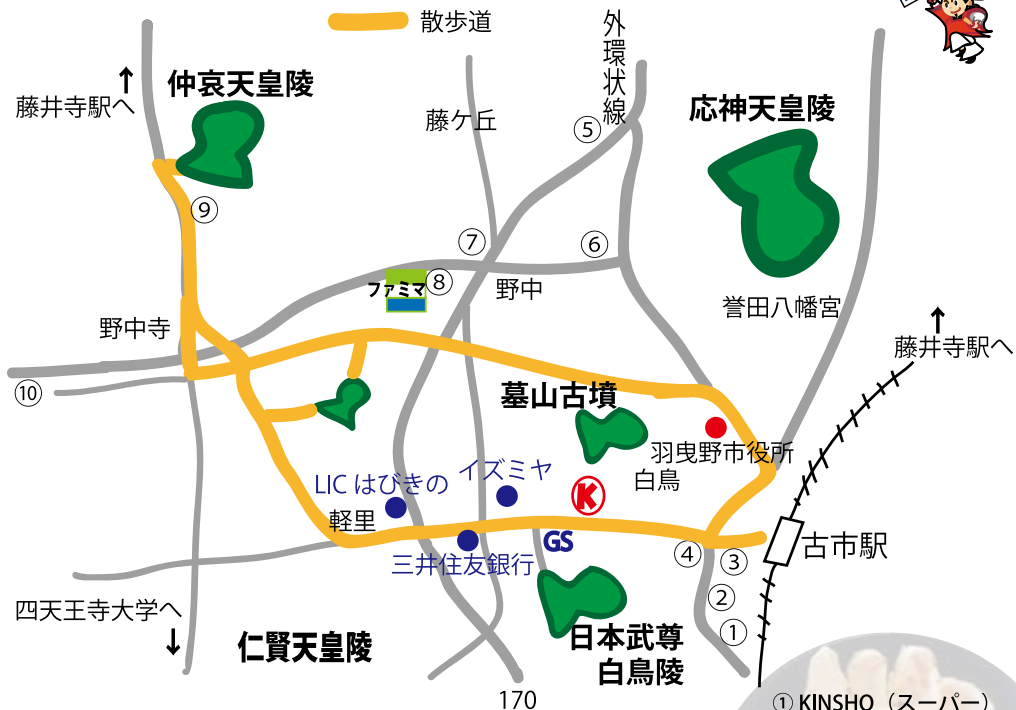 散歩道
外環状線
↑
藤井寺駅へ
仲哀天皇陵
藤ケ丘
⑤
応神天皇陵
⑨
⑦
⑥
⑧
ファミマ
野中
誉田八幡宮
野中寺
↑
藤井寺駅へ
⑩
墓山古墳
羽曳野市役所
白鳥
イズミヤ
LIC はびきの
K
軽里
GS
三井住友銀行
④
③
古市駅
②
①
四天王寺大学へ
↓
仁賢天皇陵
日本武尊
白鳥陵
170
① KINSHO（スーパー）